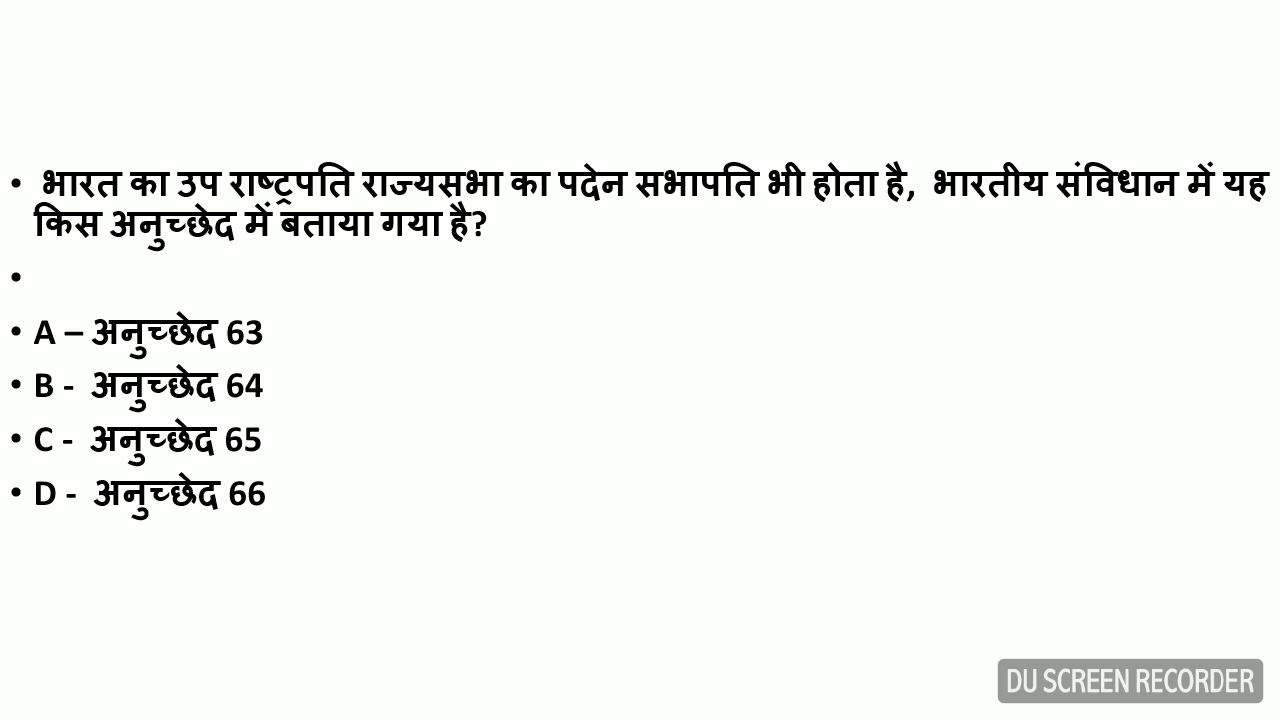 • भारत का उप राष्ट्रपति राज्यसभा का पदेन सभापति भी होता है, भारतीय संविधान में यह
किस अनुच्छेद में बताया गया है?
•
• A – अनुच्छेद 63
• B - अनुच्छेद 64
• C - अनुच्छेद 65
• D - अनुच्छेद 66
DU SCREEN RECORDER